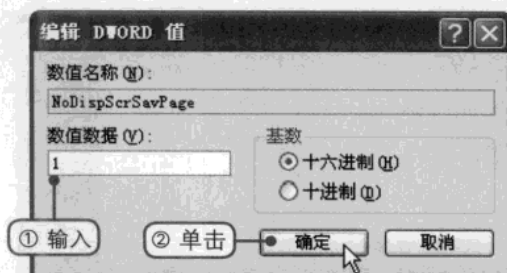 编辑 DWORD 值
数值名称(N):
NoDispScrSavPage
数值数据(V):
1
基数
十六进制(H)
十进制(D)
① 输入
② 单击
确定
取消